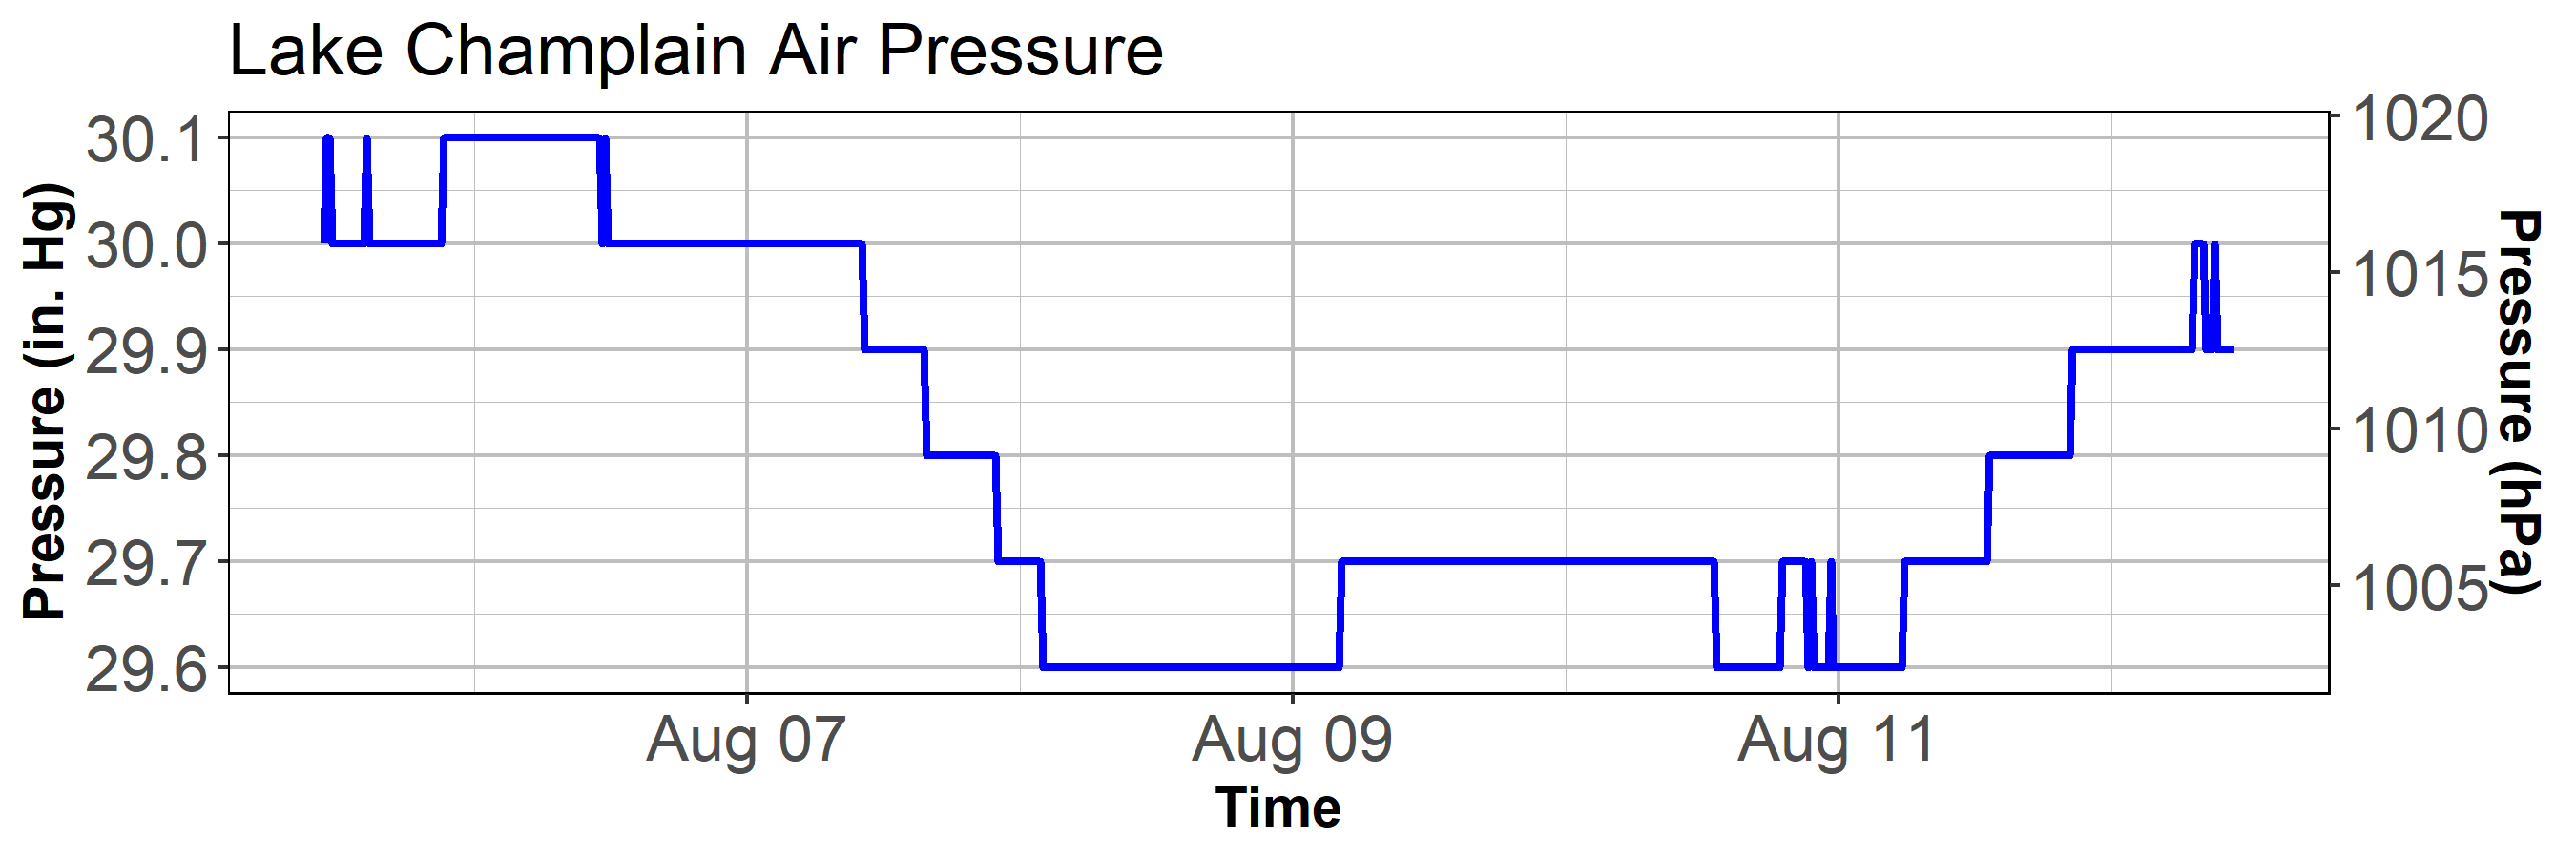 Lake Champlain Air Pressure
Pressure (in. Hg)
30.1
30.0
29.9
29.8
29.7
29.6
1020
1015
1010
1005
Pressure (hPa)
Aug 07
Aug 09
Aug 11
Time